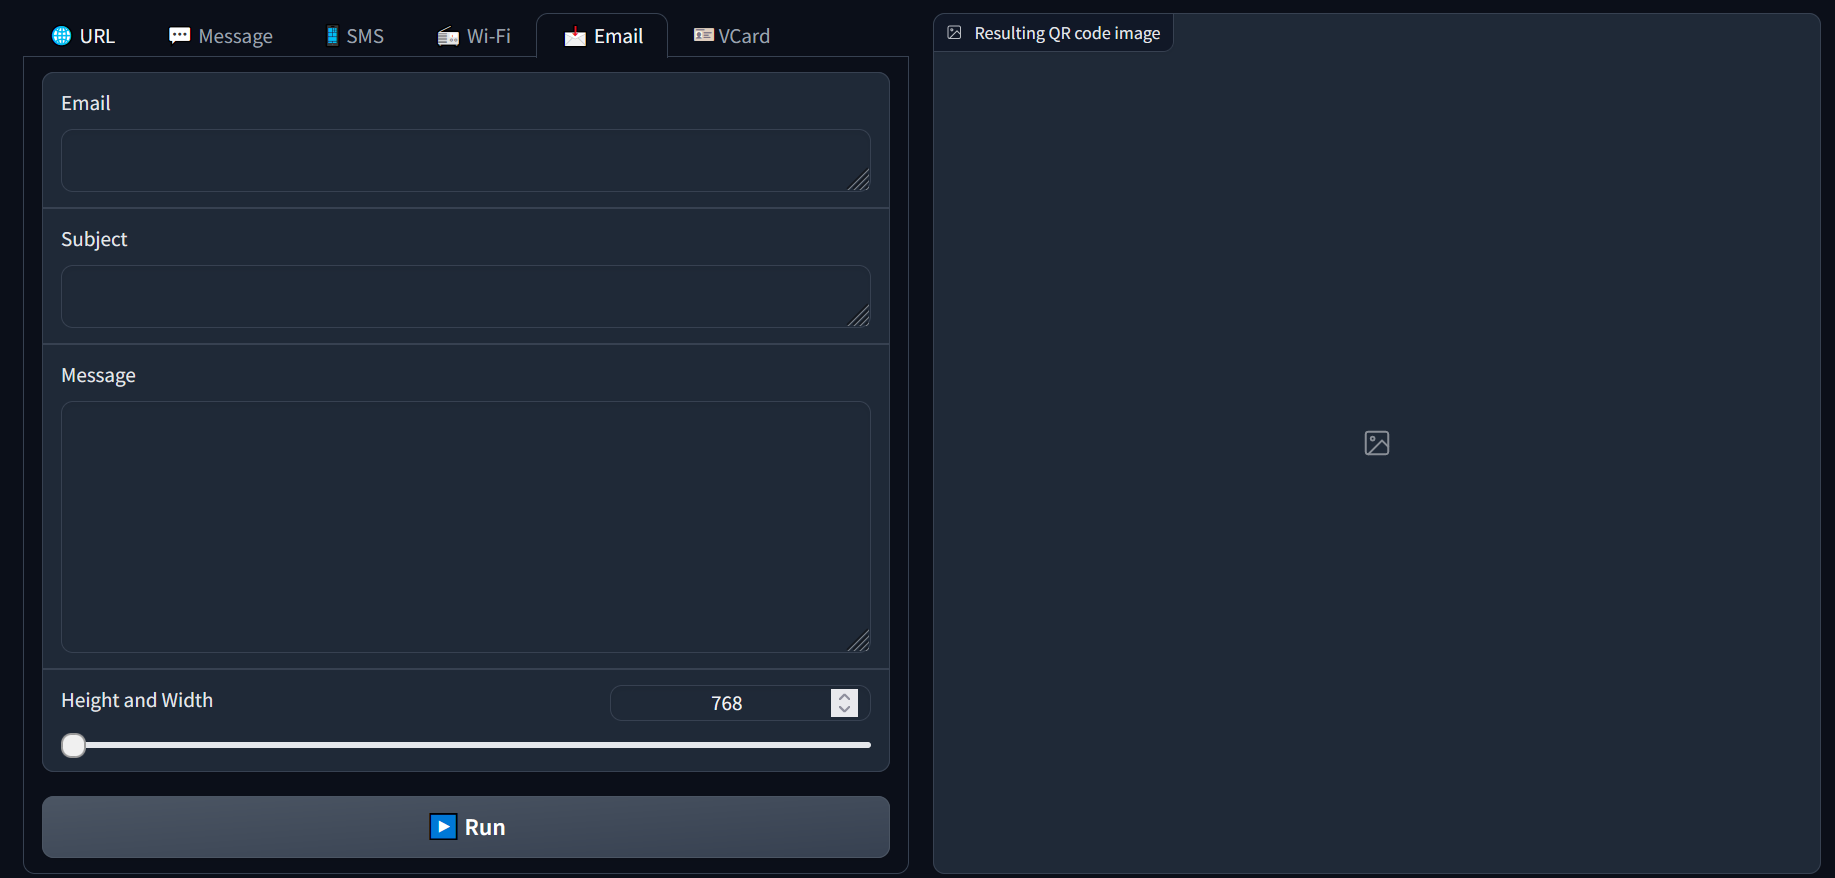 URL Message SMS Wi-Fi Email VCard
Email
Subject
Message
Height and Width 768
Run
Resulting QR code image